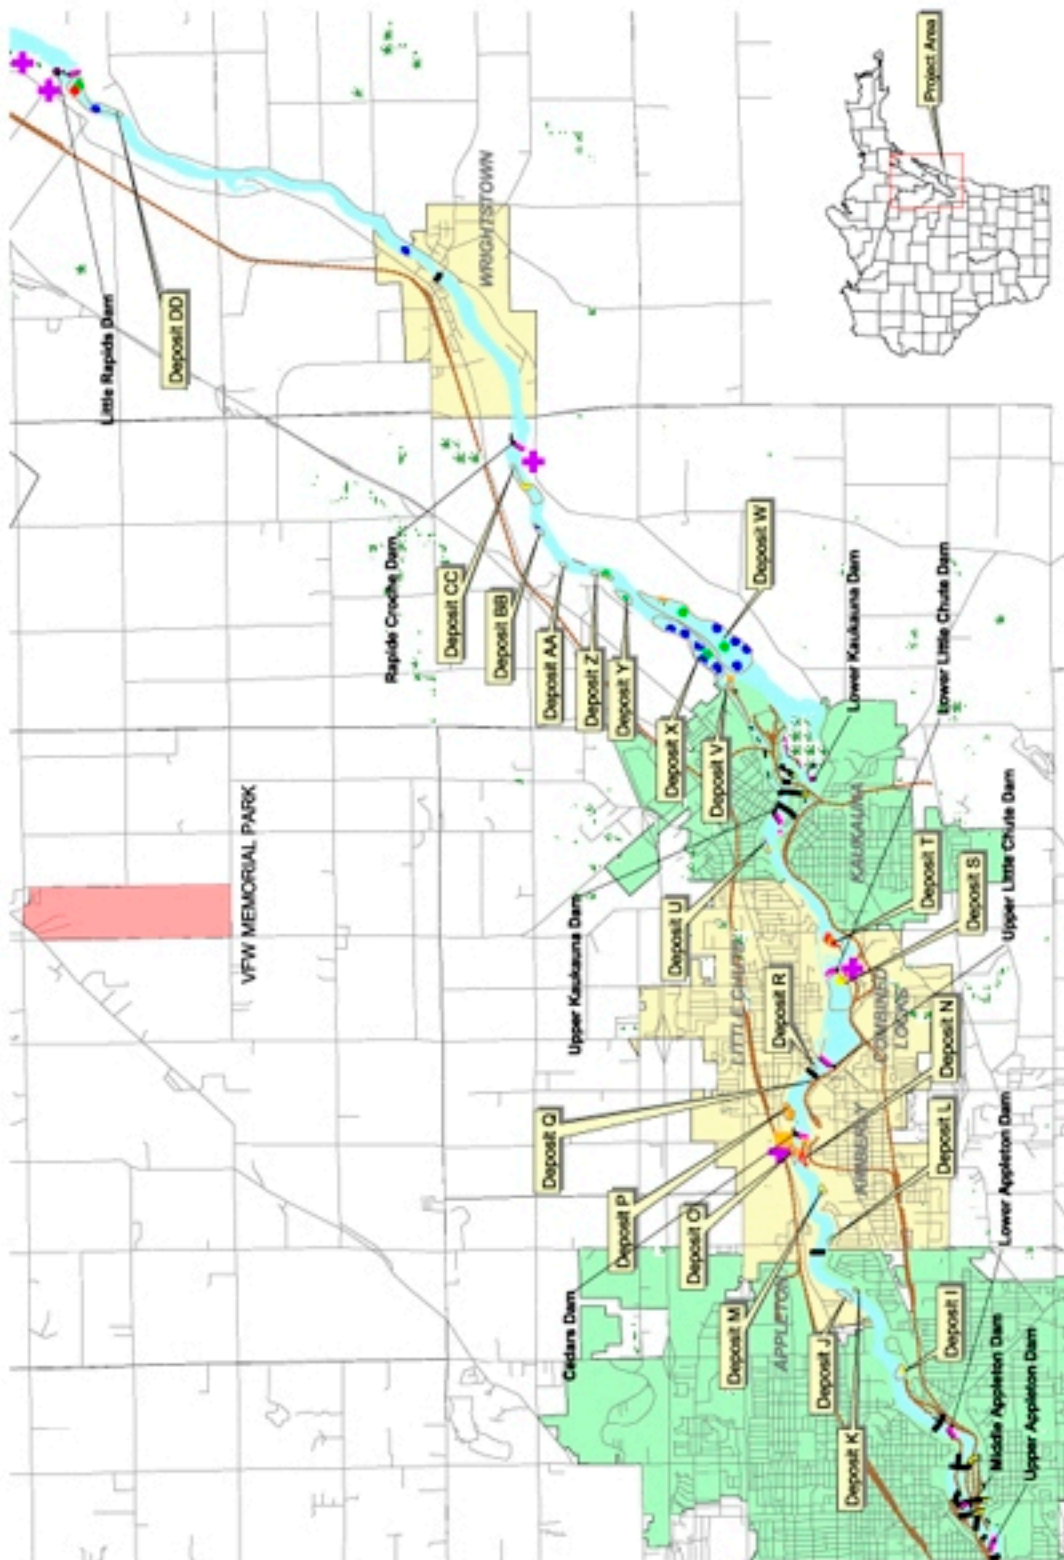 Little Rapids Dam
Deposit DD
WRIGHTSTOWN
Project Area
Rapide Croche Dam
Deposit CC
Deposit BB
Deposit AA
Deposit Z
Deposit Y
Deposit X
Deposit V
Deposit W
Lower Kaukauna Dam
Lower Little Chute Dam
VFW MEMORIAL PARK
Upper Kaukauna Dam
Deposit U
KAUKAUNA
Deposit T
Deposit S
Upper Little Chute Dam
LITTLE CHUTE
Deposit R
COMBINED
LOCKS
Deposit N
Deposit Q
Deposit P
Deposit O
KIMBERLY
Deposit L
Lower Appleton Dam
Cedars Dam
Deposit M
APPLETON
Deposit J
Deposit K
Deposit I
Middle Appleton Dam
Upper Appleton Dam